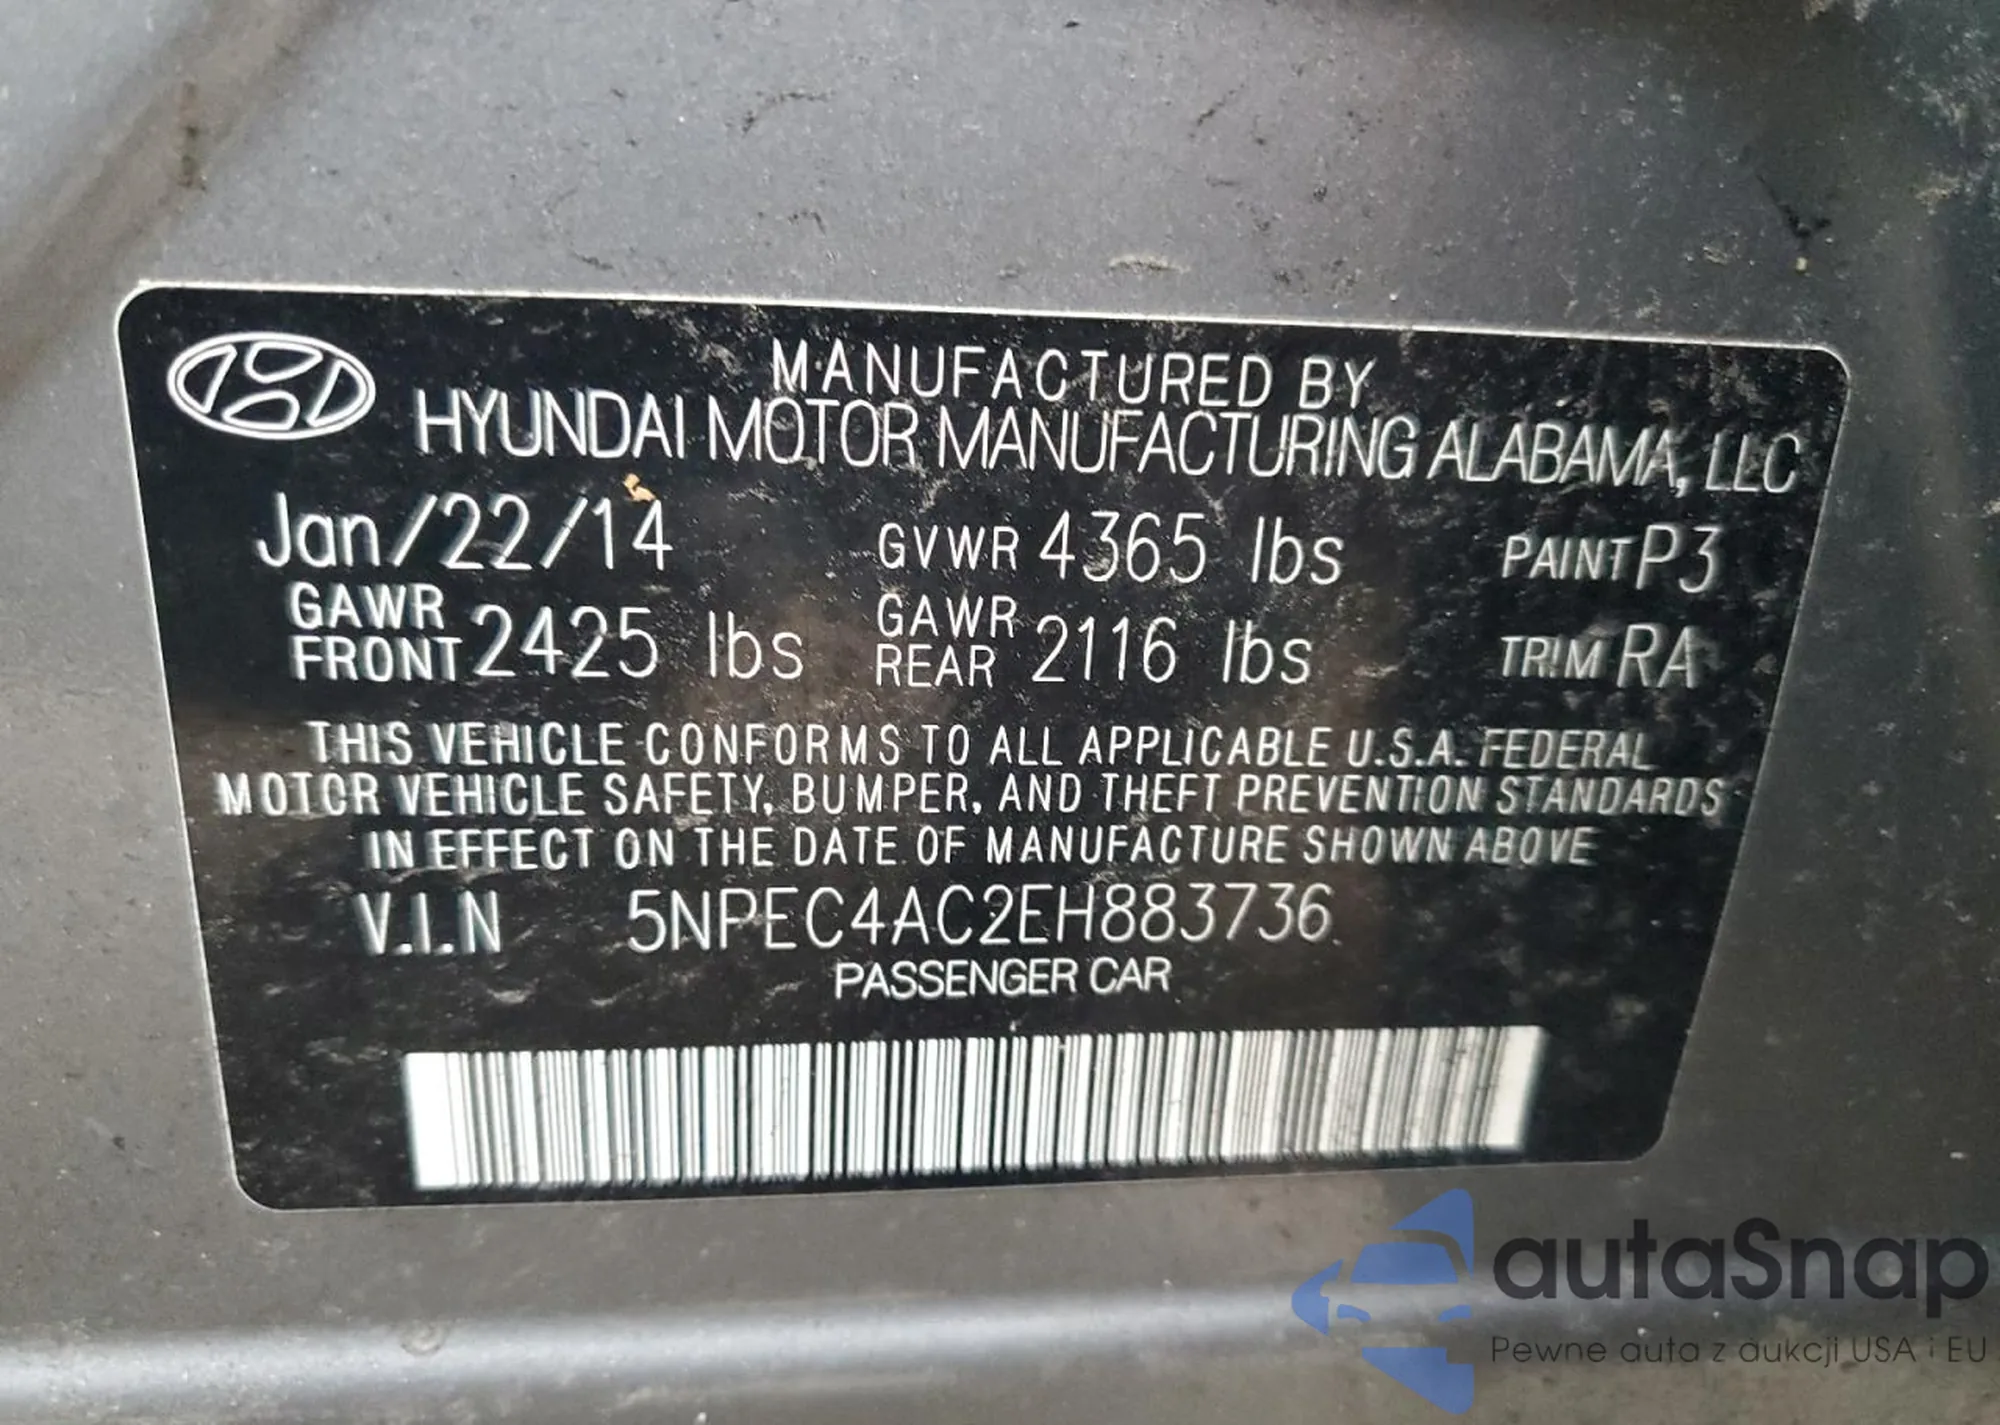 MANUFACTURED BY
HYUNDAI MOTOR MANUFACTURING ALABAMA, LLC
Jan/22/14 GVWR 4365 lbs PAINT P3
GAWR FRONT 2425 lbs GAWR REAR 2116 lbs TRIM RA
THIS VEHICLE CONFORMS TO ALL APPLICABLE U.S.A. FEDERAL
MOTOR VEHICLE SAFETY, BUMPER, AND THEFT PREVENTION STANDARDS
IN EFFECT ON THE DATE OF MANUFACTURE SHOWN ABOVE
V.I.N 5NPEC4AC2EH883736
PASSENGER CAR
autaSnap
Pewne auta z aukcji USA i EU